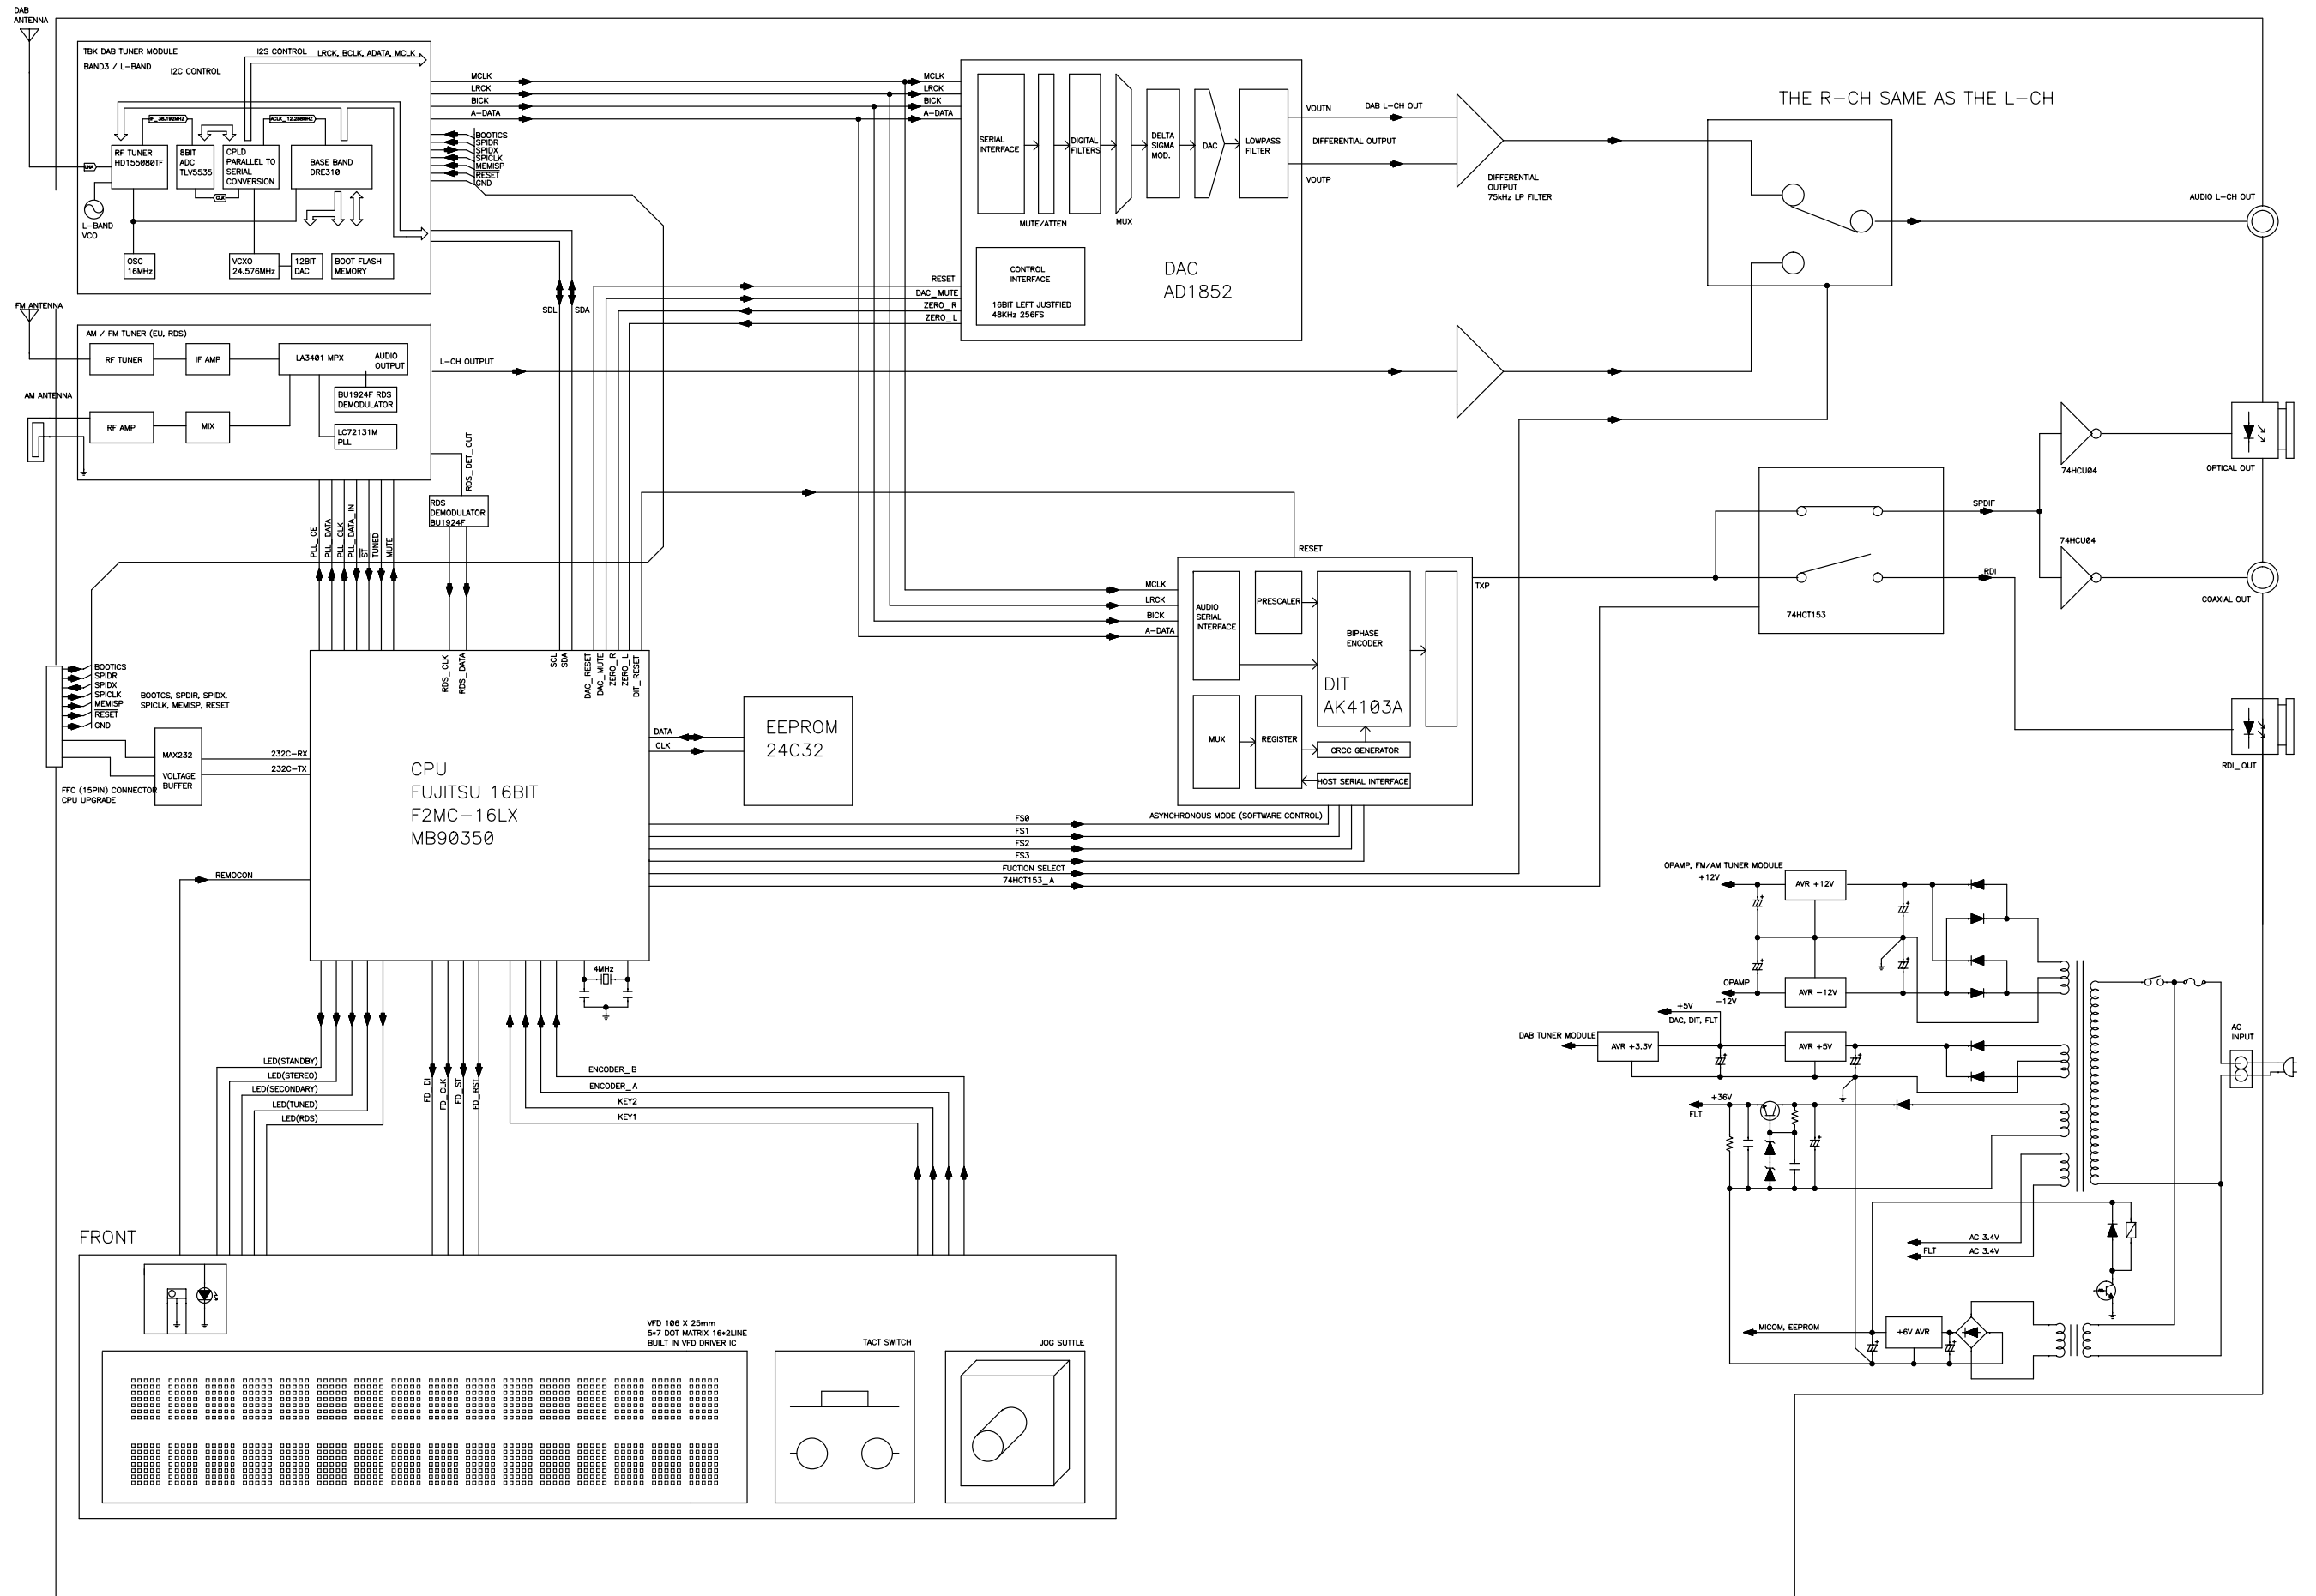 DAB
ANTENNA
TBK DAB TUNER MODULE
BAND3 / L-BAND
I2C CONTROL
I2S CONTROL
LRCK, BCLK, ADATA, MCLK
IF_38.192MHZ
ACLK_12.288MHZ
LNA
RF TUNER
HD155080TF
8BIT
ADC
TLV5535
CPLD
PARALLEL TO
SERIAL
CONVERSION
BASE BAND
DRE310
CLK
L-BAND
VCO
OSC
16MHz
VCXO
24.576MHz
12BIT
DAC
BOOT FLASH
MEMORY
MCLK
LRCK
BICK
A-DATA
BOOTICS
SPIDR
SPIDX
SPICLK
MEMISP
RESET
GND
SDL
SDA
MCLK
LRCK
BICK
A-DATA
SERIAL
INTERFACE
DIGITAL
FILTERS
DELTA
SIGMA
MOD.
DAC
LOWPASS
FILTER
MUTE/ATTEN
MUX
CONTROL
INTERFACE
16BIT LEFT JUSTFIED
48KHz 256FS
DAC
AD1852
RESET
DAC_MUTE
ZERO_R
ZERO_L
VOUTN
DAB L-CH OUT
DIFFERENTIAL OUTPUT
VOUTP
DIFFERENTIAL
OUTPUT
75kHz LP FILTER
THE R-CH SAME AS THE L-CH
AUDIO L-CH OUT
FM ANTENNA
AM / FM TUNER (EU, RDS)
RF TUNER
IF AMP
LA3401 MPX
AUDIO
OUTPUT
BU1924F RDS
DEMODULATOR
RF AMP
MIX
LC72131M
PLL
AM ANTENNA
L-CH OUTPUT
RDS_DET_OUT
RDS
DEMODULATOR
BU1924F
PLL_CE
PLL_DATA
PLL_CLK
PLL_DATA_IN
ST
TUNED
MUTE
RDS_CLK
RDS_DATA
SCL
SDA
DAC_RESET
DAC_MUTE
ZERO_R
ZERO_L
DIT_RESET
RESET
MCLK
LRCK
BICK
A-DATA
AUDIO
SERIAL
INTERFACE
PRESCALER
BIPHASE
ENCODER
DIT
AK4103A
MUX
REGISTER
CRCC GENERATOR
HOST SERIAL INTERFACE
TXP
ASYNCHRONOUS MODE (SOFTWARE CONTROL)
74HCT153
SPDIF
RDI
74HCU04
74HCU04
OPTICAL OUT
COAXIAL OUT
RDI_OUT
BOOTICS
SPIDR
SPIDX
SPICLK
MEMISP
RESET
GND
BOOTCS, SPDIR, SPIDX,
SPICLK, MEMISP, RESET
MAX232
VOLTAGE
BUFFER
232C-RX
232C-TX
FFC (15PIN) CONNECTOR
CPU UPGRADE
CPU
FUJITSU 16BIT
F2MC-16LX
MB90350
DATA
CLK
EEPROM
24C32
FS0
FS1
FS2
FS3
FUCTION SELECT
74HCT153_A
REMOCON
4MHz
LED(STANDBY)
LED(STEREO)
LED(SECONDARY)
LED(TUNED)
LED(RDS)
FD_DI
FD_CLK
FD_ST
FD_RST
ENCODER_B
ENCODER_A
KEY2
KEY1
OPAMP, FM/AM TUNER MODULE
+12V
AVR +12V
OPAMP
-12V
AVR -12V
+5V
DAC, DIT, FLT
DAB TUNER MODULE
AVR +3.3V
AVR +5V
+36V
FLT
AC 3.4V
FLT
AC 3.4V
MICOM, EEPROM
+6V AVR
AC
INPUT
FRONT
VFD 106 X 25mm
5*7 DOT MATRIX 16*2LINE
BUILT IN VFD DRIVER IC
TACT SWITCH
JOG SUTTLE